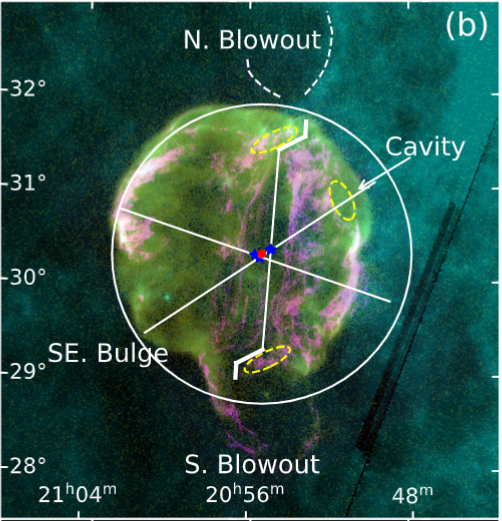 (b)
N. Blowout
32°
Cavity
31°
30°
SE. Bulge
29°
S. Blowout
28°
21ʰ04ᵐ 20ʰ56ᵐ 48ᵐ